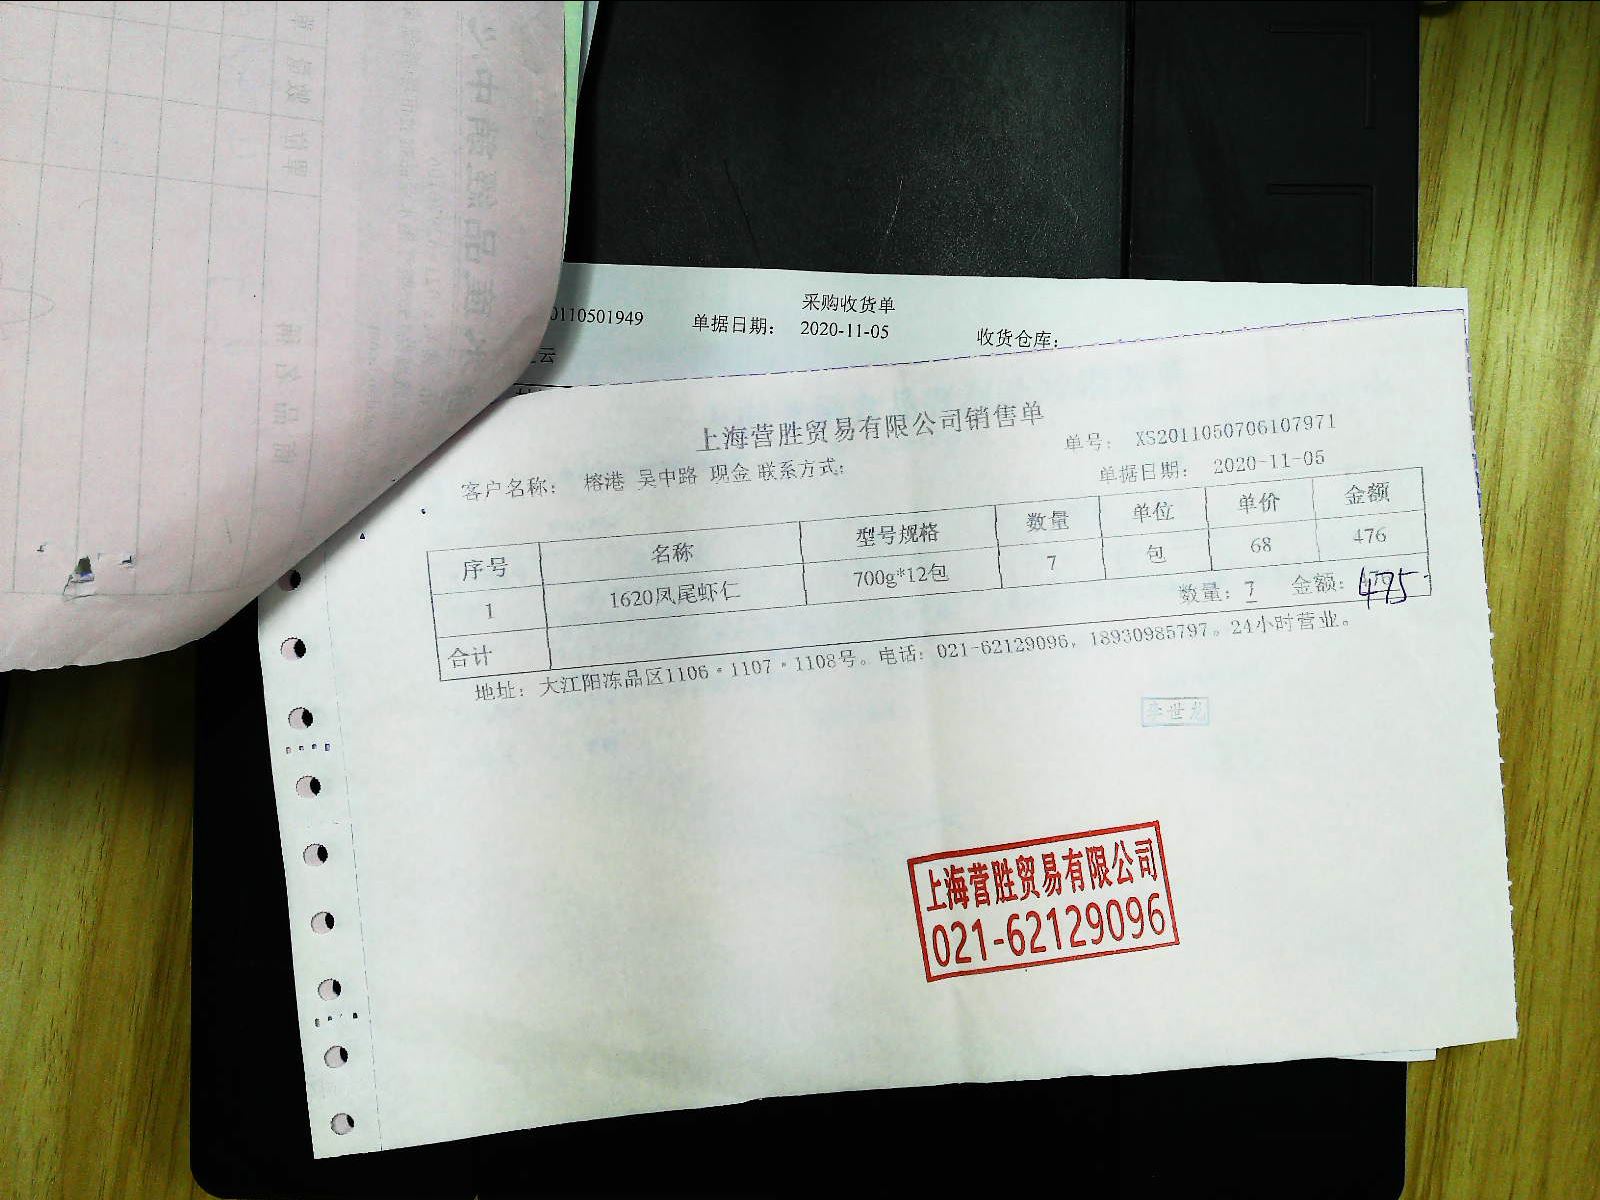 采购收货单
0110501949 单据日期： 2020-11-05 收货仓库：
云
上海营胜贸易有限公司销售单
单号： XS2011050706107971
客户名称： 榕港 吴中路 现金 联系方式：
单据日期： 2020-11-05
序号 名称 型号规格 数量 单位 单价 金额
1 1620凤尾虾仁 700g*12包 7 包 68 476
合计 数量：7 金额： 475
地址： 大江阳冻品区1106·1107·1108号。电话：021-62129096，18930985797。24小时营业。
李世龙
上海营胜贸易有限公司
021-62129096